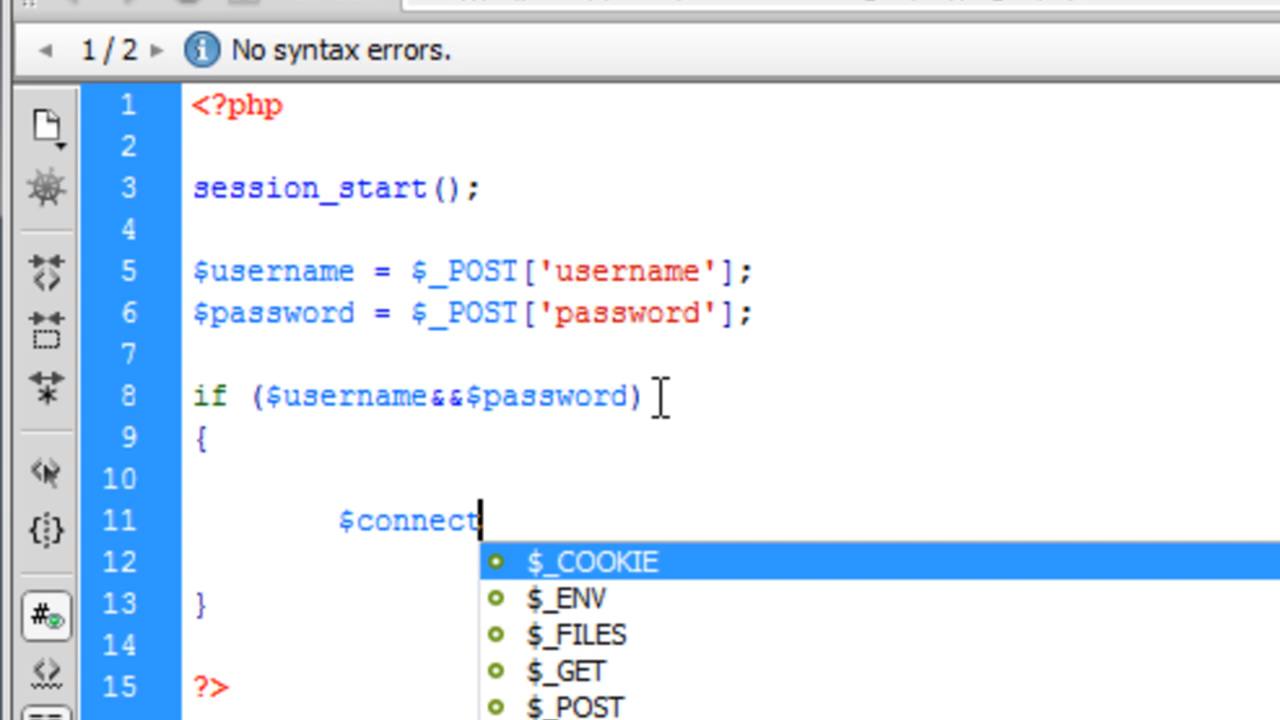 1 / 2 No syntax errors.
1 <?php
2
3 session_start();
4
5 $username = $_POST['username'];
6 $password = $_POST['password'];
7
8 if ($username&&$password)
9 {
10
11 $connect
12 $_COOKIE
$_ENV
13 }
$_FILES
14
$_GET
15 ?>
$_POST